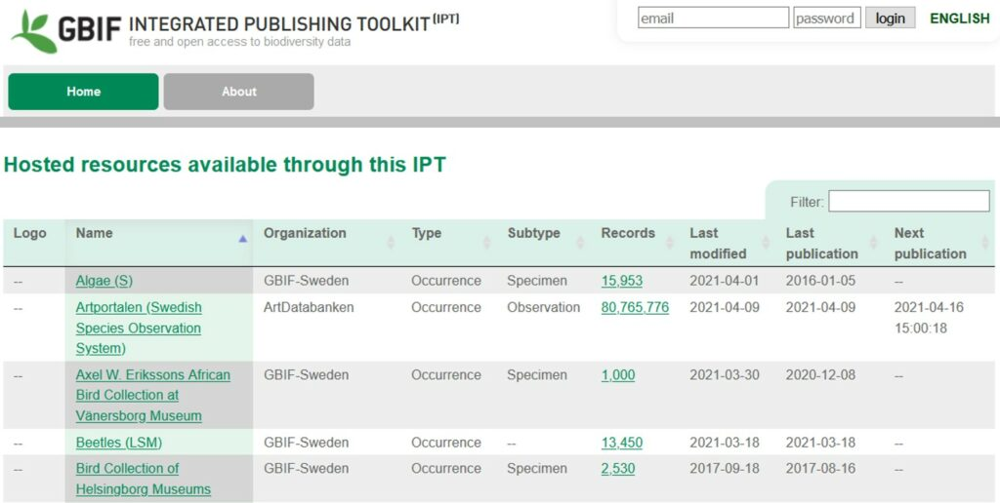 GBIF INTEGRATED PUBLISHING TOOLKIT(IPT)
free and open access to biodiversity data
email password login ENGLISH
Home About
Hosted resources available through this IPT
Filter:
Logo Name Organization Type Subtype Records Last modified Last publication Next publication
-- Algae (S) GBIF-Sweden Occurrence Specimen 15,953 2021-04-01 2016-01-05 --
-- Artportalen (Swedish ArtDatabanken Occurrence Observation 80,765,776 2021-04-09 2021-04-09 2021-04-16
Species Observation 15:00:18
System)
-- Axel W. Erikssons African GBIF-Sweden Occurrence Specimen 1,000 2021-03-30 2020-12-08 --
Bird Collection at
Vänersborg Museum
-- Beetles (LSM) GBIF-Sweden Occurrence -- 13,450 2021-03-18 2021-03-18 --
-- Bird Collection of GBIF-Sweden Occurrence Specimen 2,530 2017-09-18 2017-08-16 --
Helsingborg Museums